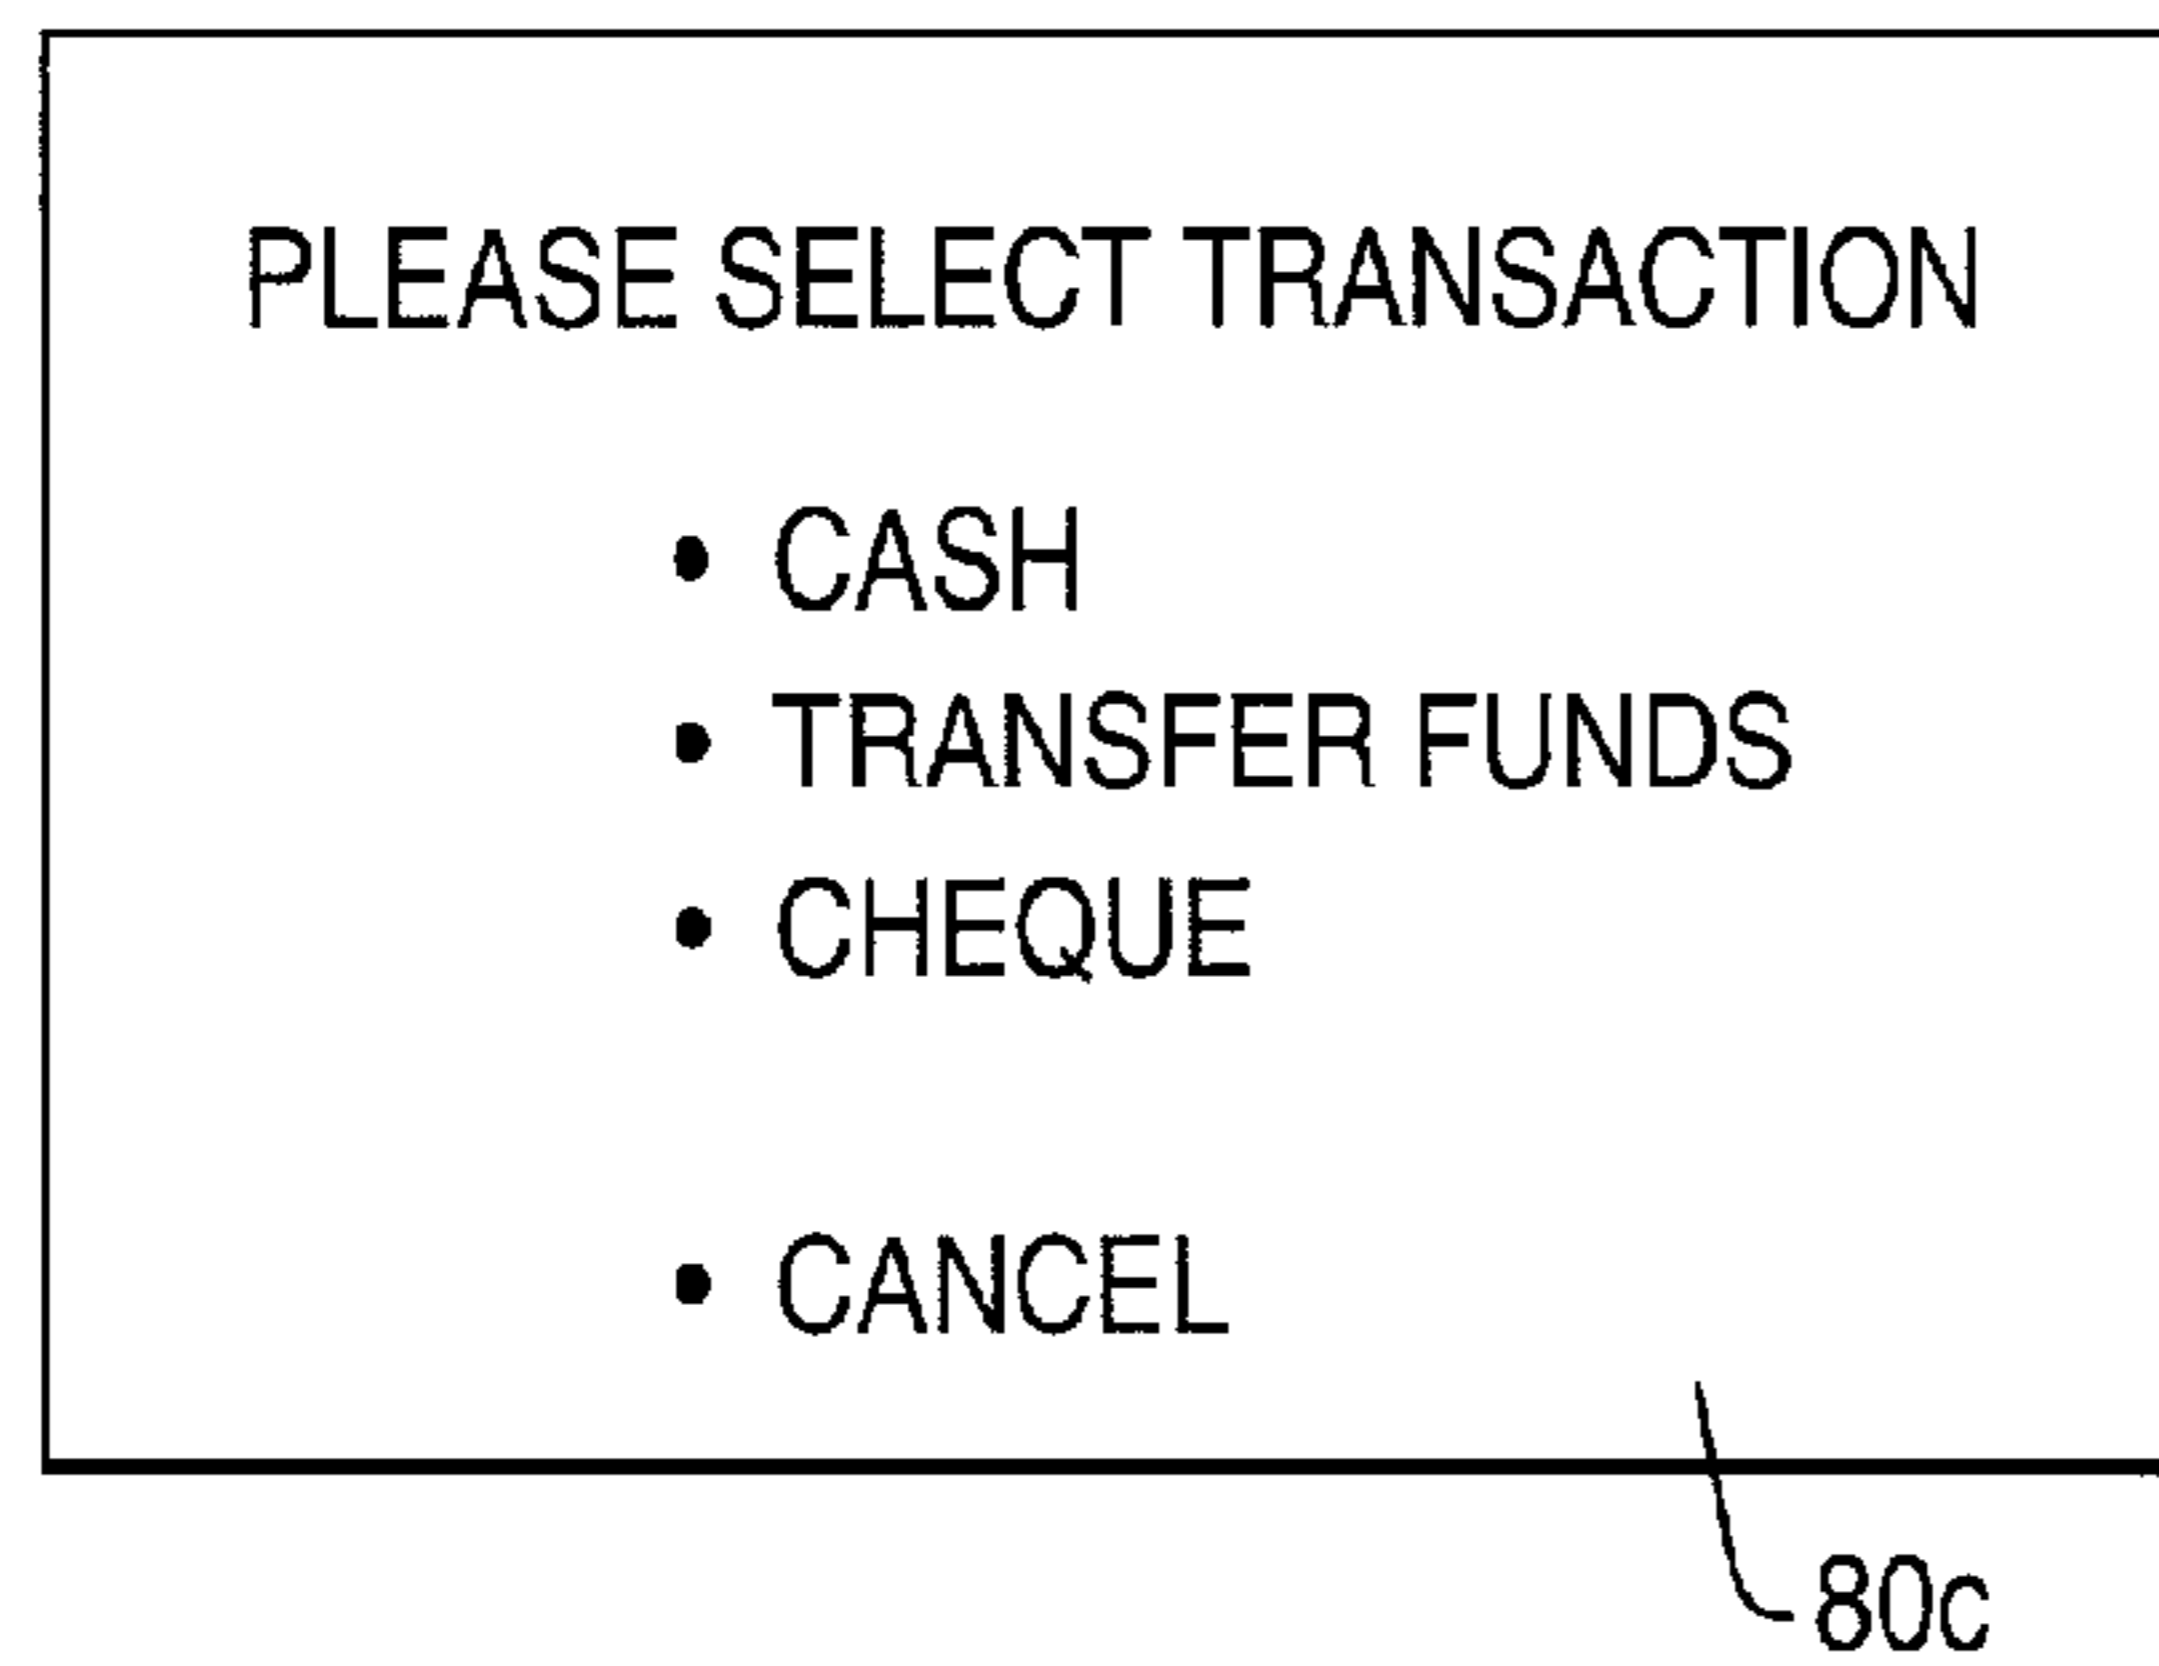 PLEASE SELECT TRANSACTION
• CASH
• TRANSFER FUNDS
• CHEQUE
• CANCEL
80c